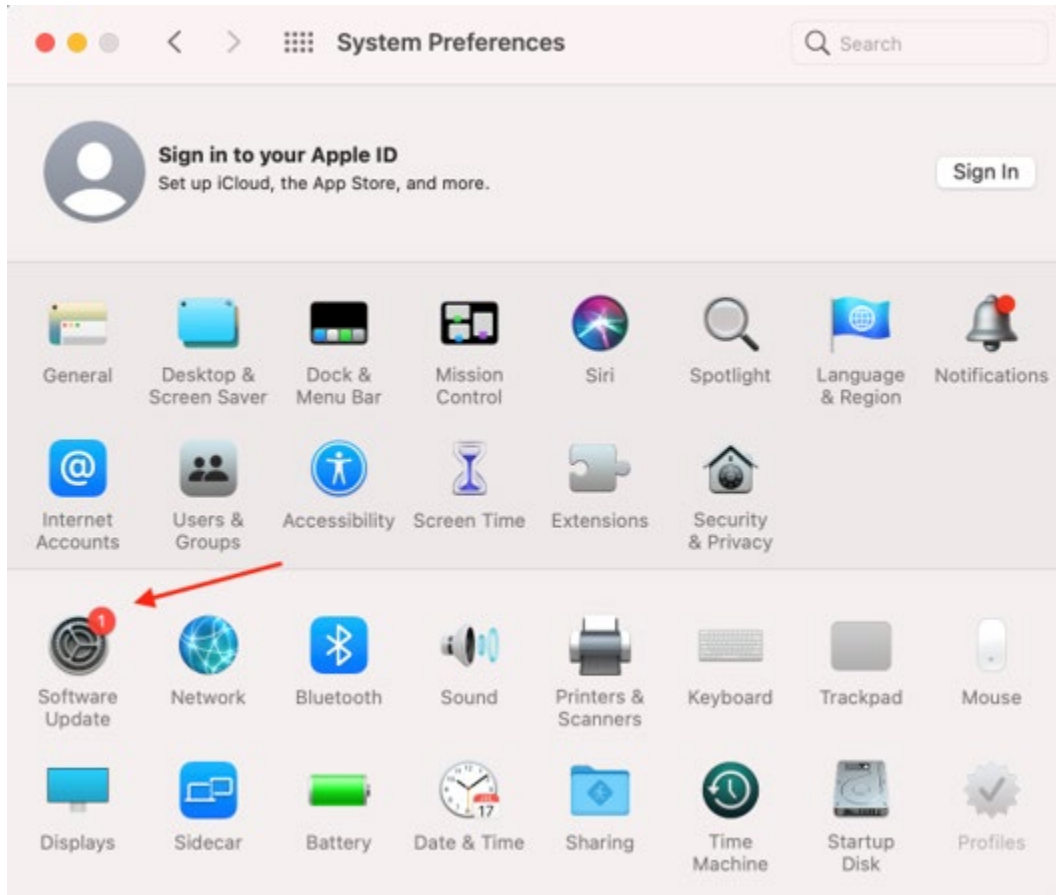 System Preferences
Search
Sign in to your Apple ID
Set up iCloud, the App Store, and more.
Sign In
General
Desktop &
Screen Saver
Dock &
Menu Bar
Mission
Control
Siri
Spotlight
Language
& Region
Notifications
@
Internet
Accounts
Users &
Groups
Accessibility
Screen Time
Extensions
Security
& Privacy
1
Software
Update
Network
Bluetooth
Sound
Printers &
Scanners
Keyboard
Trackpad
Mouse
Displays
Sidecar
Battery
17
Date & Time
Sharing
Time
Machine
Startup
Disk
Profiles